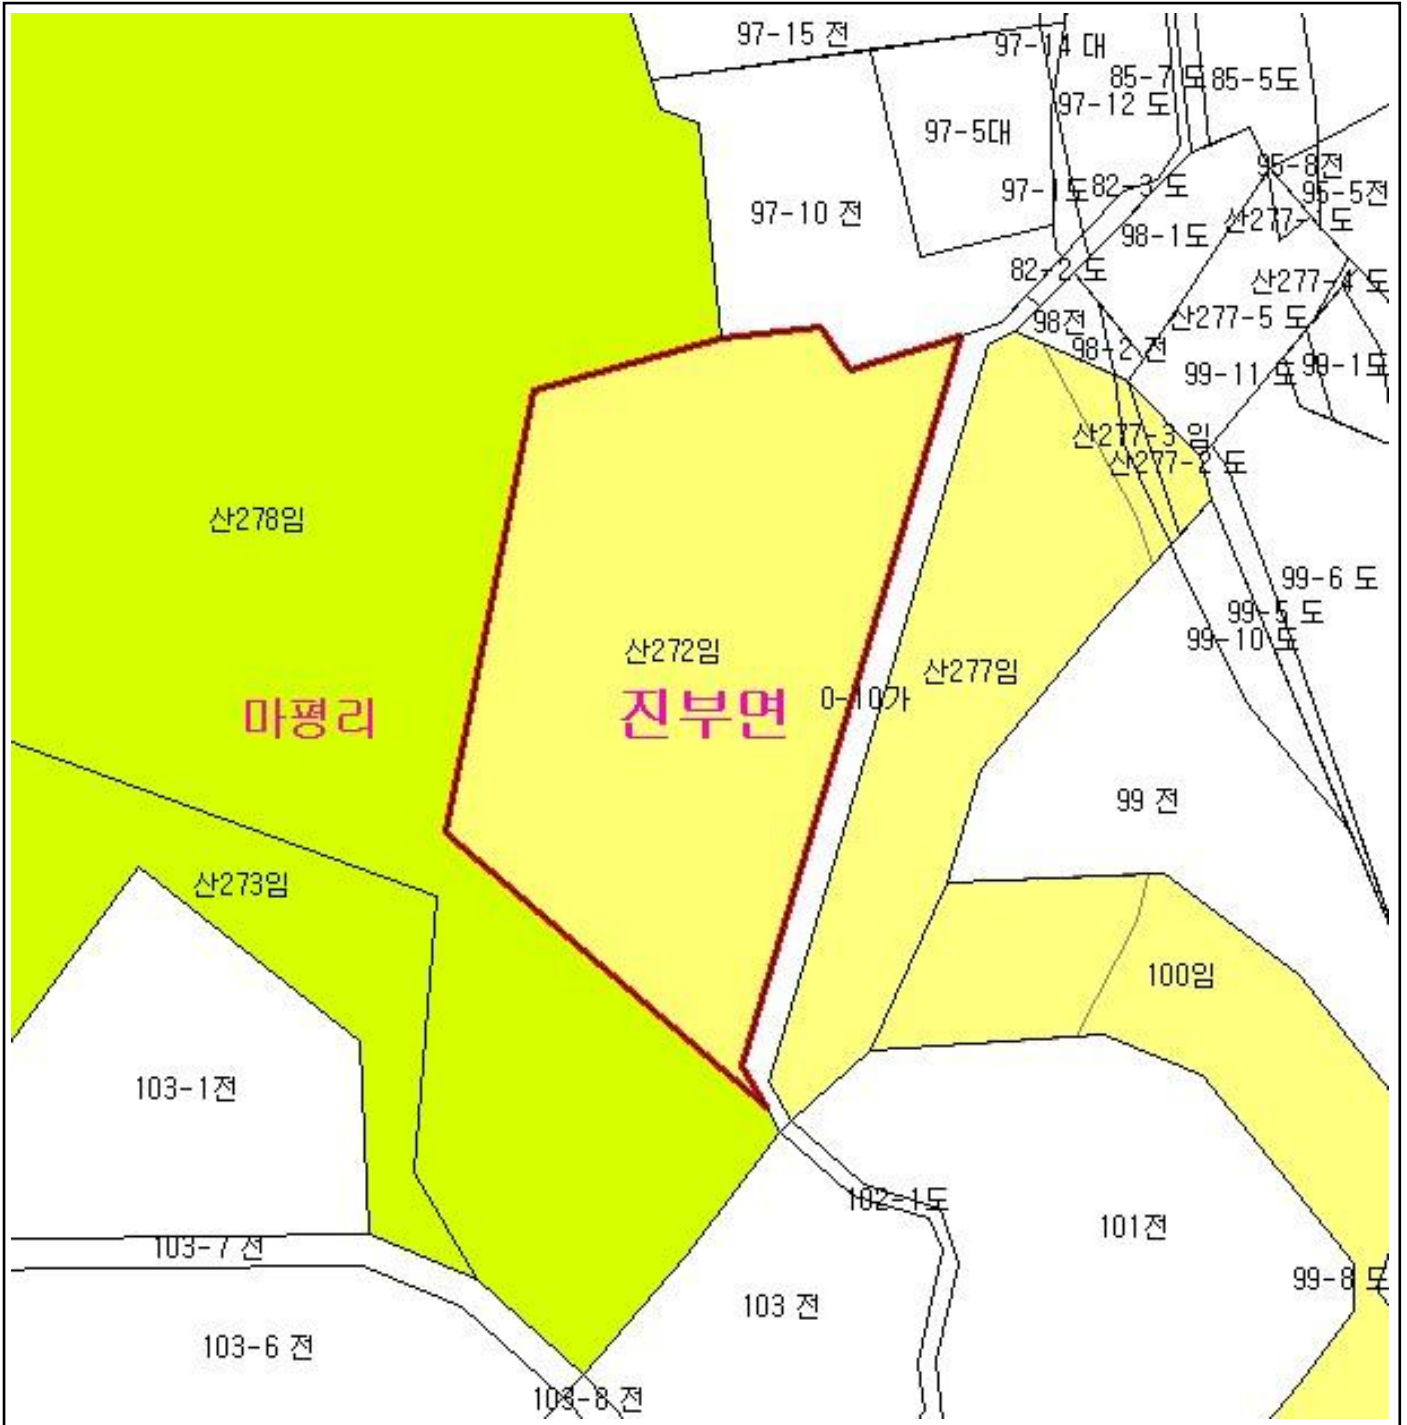 97-15 전
97-14 대
85-7 도
85-5도
97-12 도
97-5대
95-8전
97-1도
82-3 도
95-5전
97-10 전
산277-1 도
98-1도
82-2 도
산277-4 도
98전
산277-5 도
98-2 전
99-11 도
99-1도
산277-3 임
산277-2 도
산278임
99-6 도
99-5 도
99-10 도
산272임
산277임
마평리
진부면
0-10가
99 전
산273임
100임
103-1전
102-1도
101전
103-7 전
99-8 도
103 전
103-6 전
103-8 전